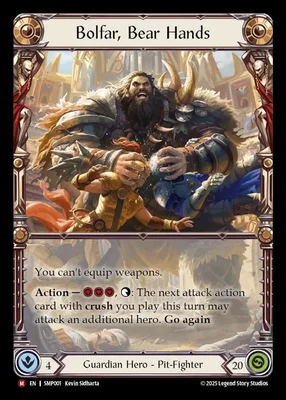 Bolfar, Bear Hands
You can't equip weapons.
Action — , : The next attack action
card with crush you play this turn may
attack an additional hero. Go again
4
Guardian Hero - Pit-Fighter
20
M EN | SMP001 Kevin Sidharta
©2025 Legend Story Studios